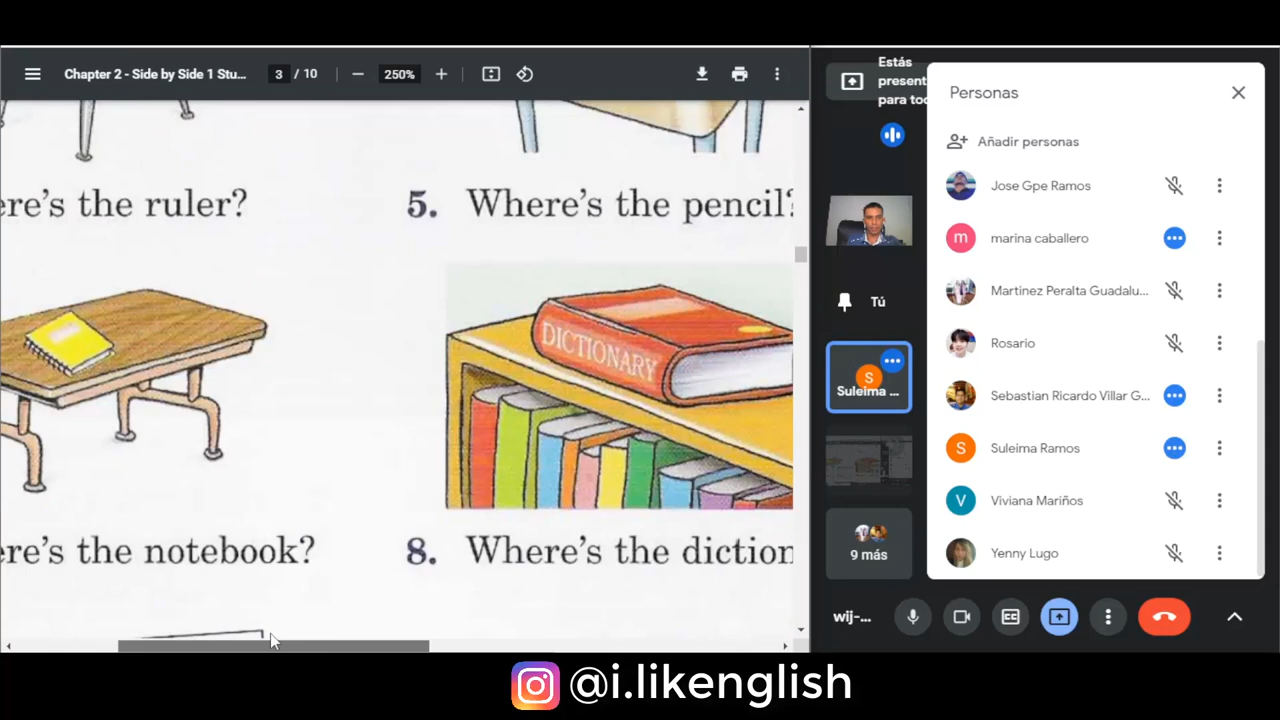 Chapter 2 - Side by Side 1 Stu...
3 / 10
250%
ere's the ruler?
5. Where's the pencil?
DICTIONARY
ere's the notebook?
8. Where's the diction
Estás
present
para too
Tú
S
Suleima ...
9 más
Personas
Añadir personas
Jose Gpe Ramos
m
marina caballero
Martinez Peralta Guadalu...
Rosario
Sebastian Ricardo Villar G...
S
Suleima Ramos
V
Viviana Mariños
Yenny Lugo
wij-...
CC
@i.likenglish